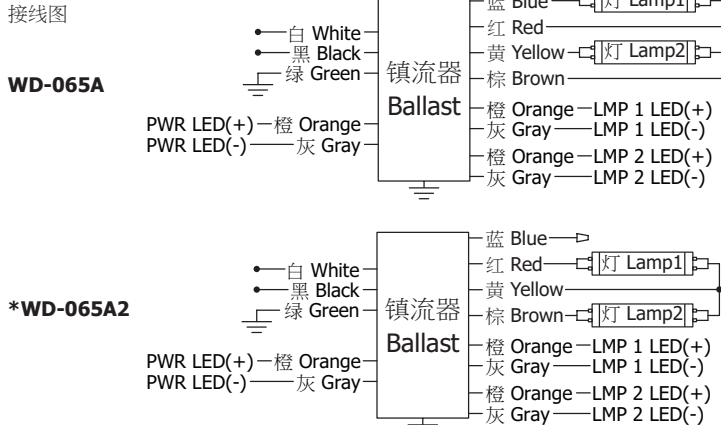 接线图
蓝 Blue 灯 Lamp1
红 Red
白 White
黑 Black
黄 Yellow 灯 Lamp2
绿 Green
棕 Brown
WD-065A
镇流器
Ballast
橙 Orange LMP 1 LED(+)
PWR LED(+) 橙 Orange
灰 Gray LMP 1 LED(-)
PWR LED(-) 灰 Gray
橙 Orange LMP 2 LED(+)
灰 Gray LMP 2 LED(-)
蓝 Blue
红 Red 灯 Lamp1
白 White
黑 Black
黄 Yellow
绿 Green
棕 Brown 灯 Lamp2
*WD-065A2
镇流器
Ballast
橙 Orange LMP 1 LED(+)
PWR LED(+) 橙 Orange
灰 Gray LMP 1 LED(-)
PWR LED(-) 灰 Gray
橙 Orange LMP 2 LED(+)
灰 Gray LMP 2 LED(-)